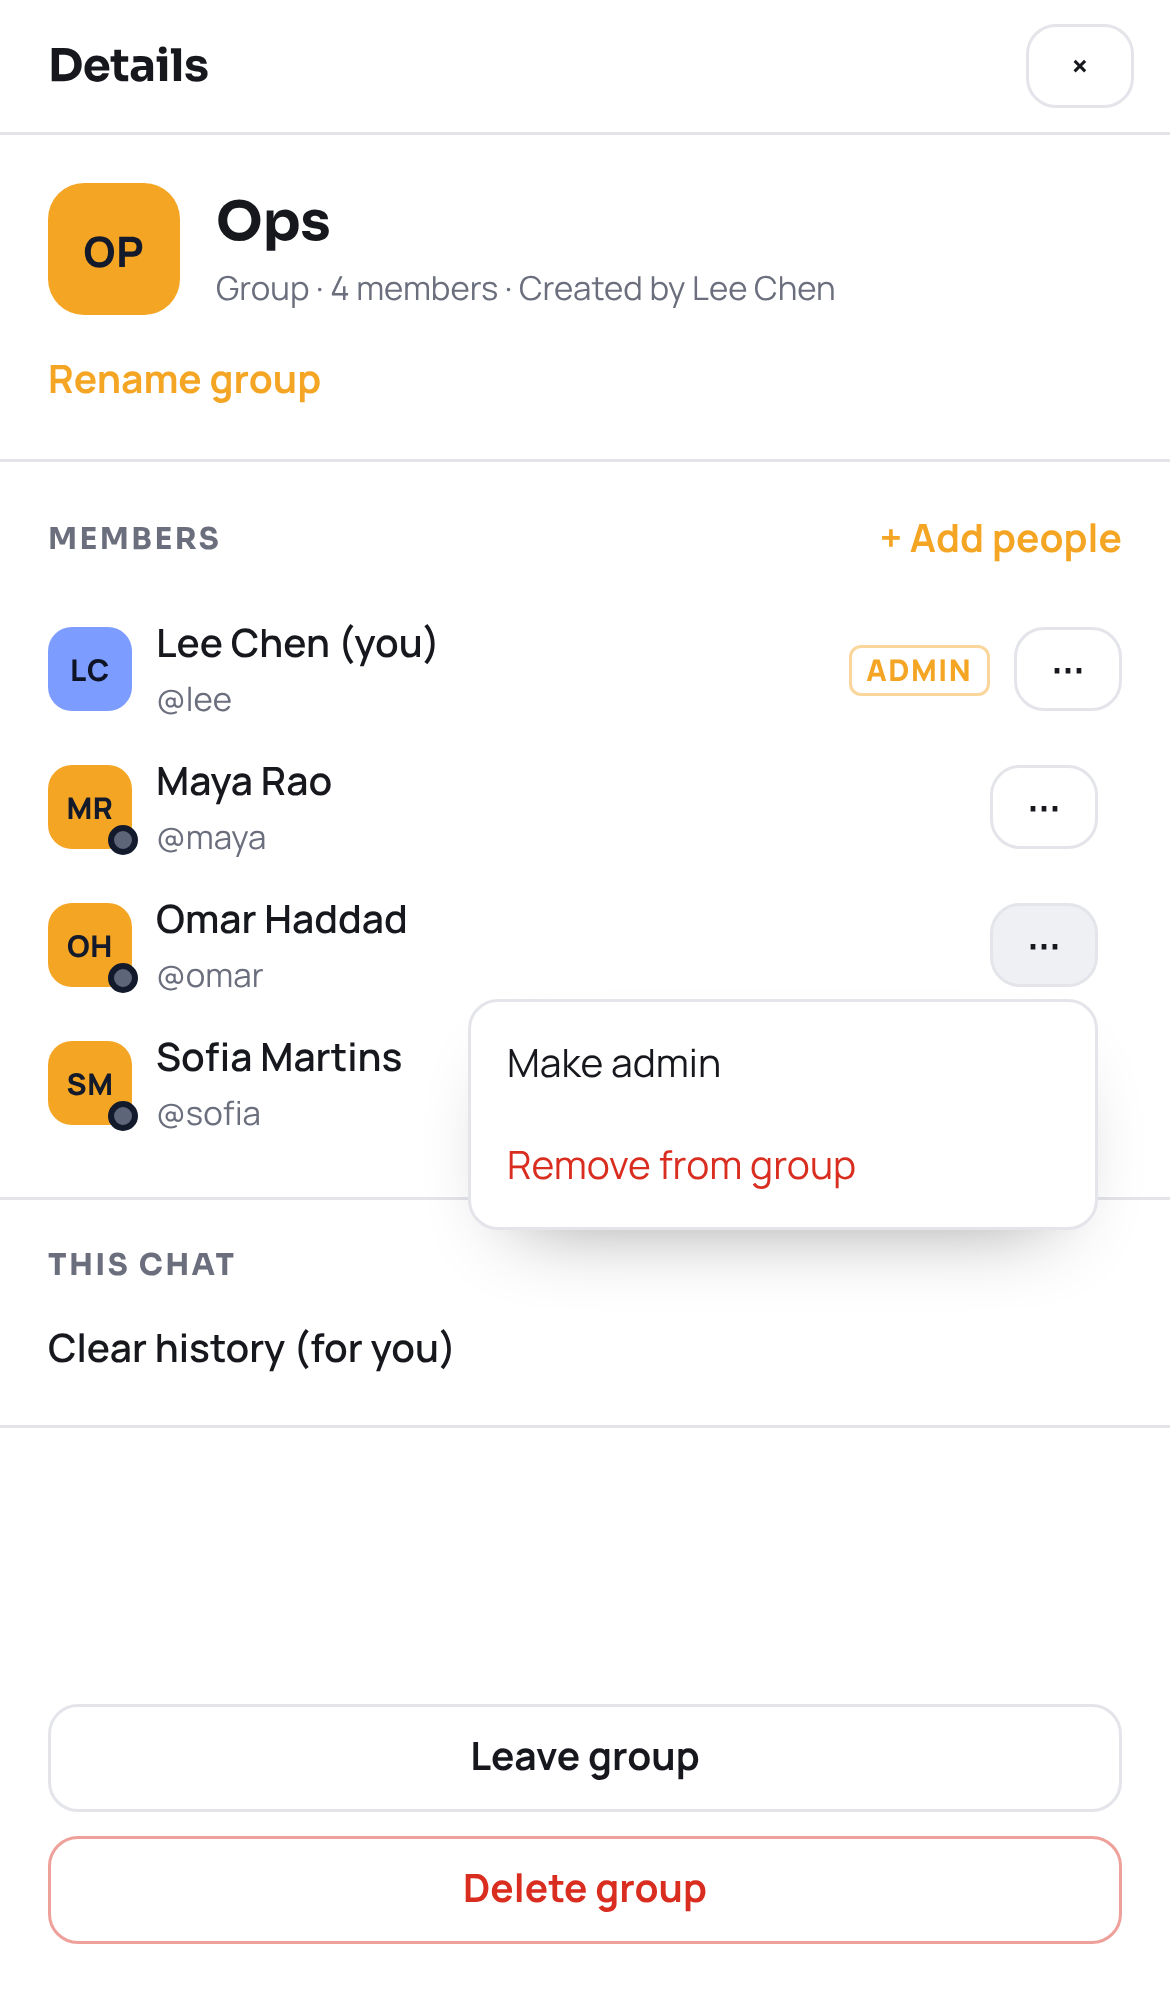 Details
×
OP
Ops
Group · 4 members · Created by Lee Chen
Rename group
MEMBERS
+ Add people
LC
Lee Chen (you)
@lee
ADMIN
···
MR
Maya Rao
@maya
···
OH
Omar Haddad
@omar
···
SM
Sofia Martins
@sofia
Make admin
Remove from group
THIS CHAT
Clear history (for you)
Leave group
Delete group